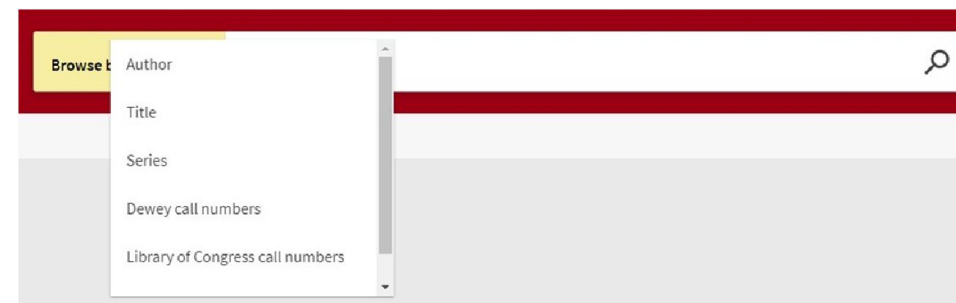 Browse b
Author
Title
Series
Dewey call numbers
Library of Congress call numbers